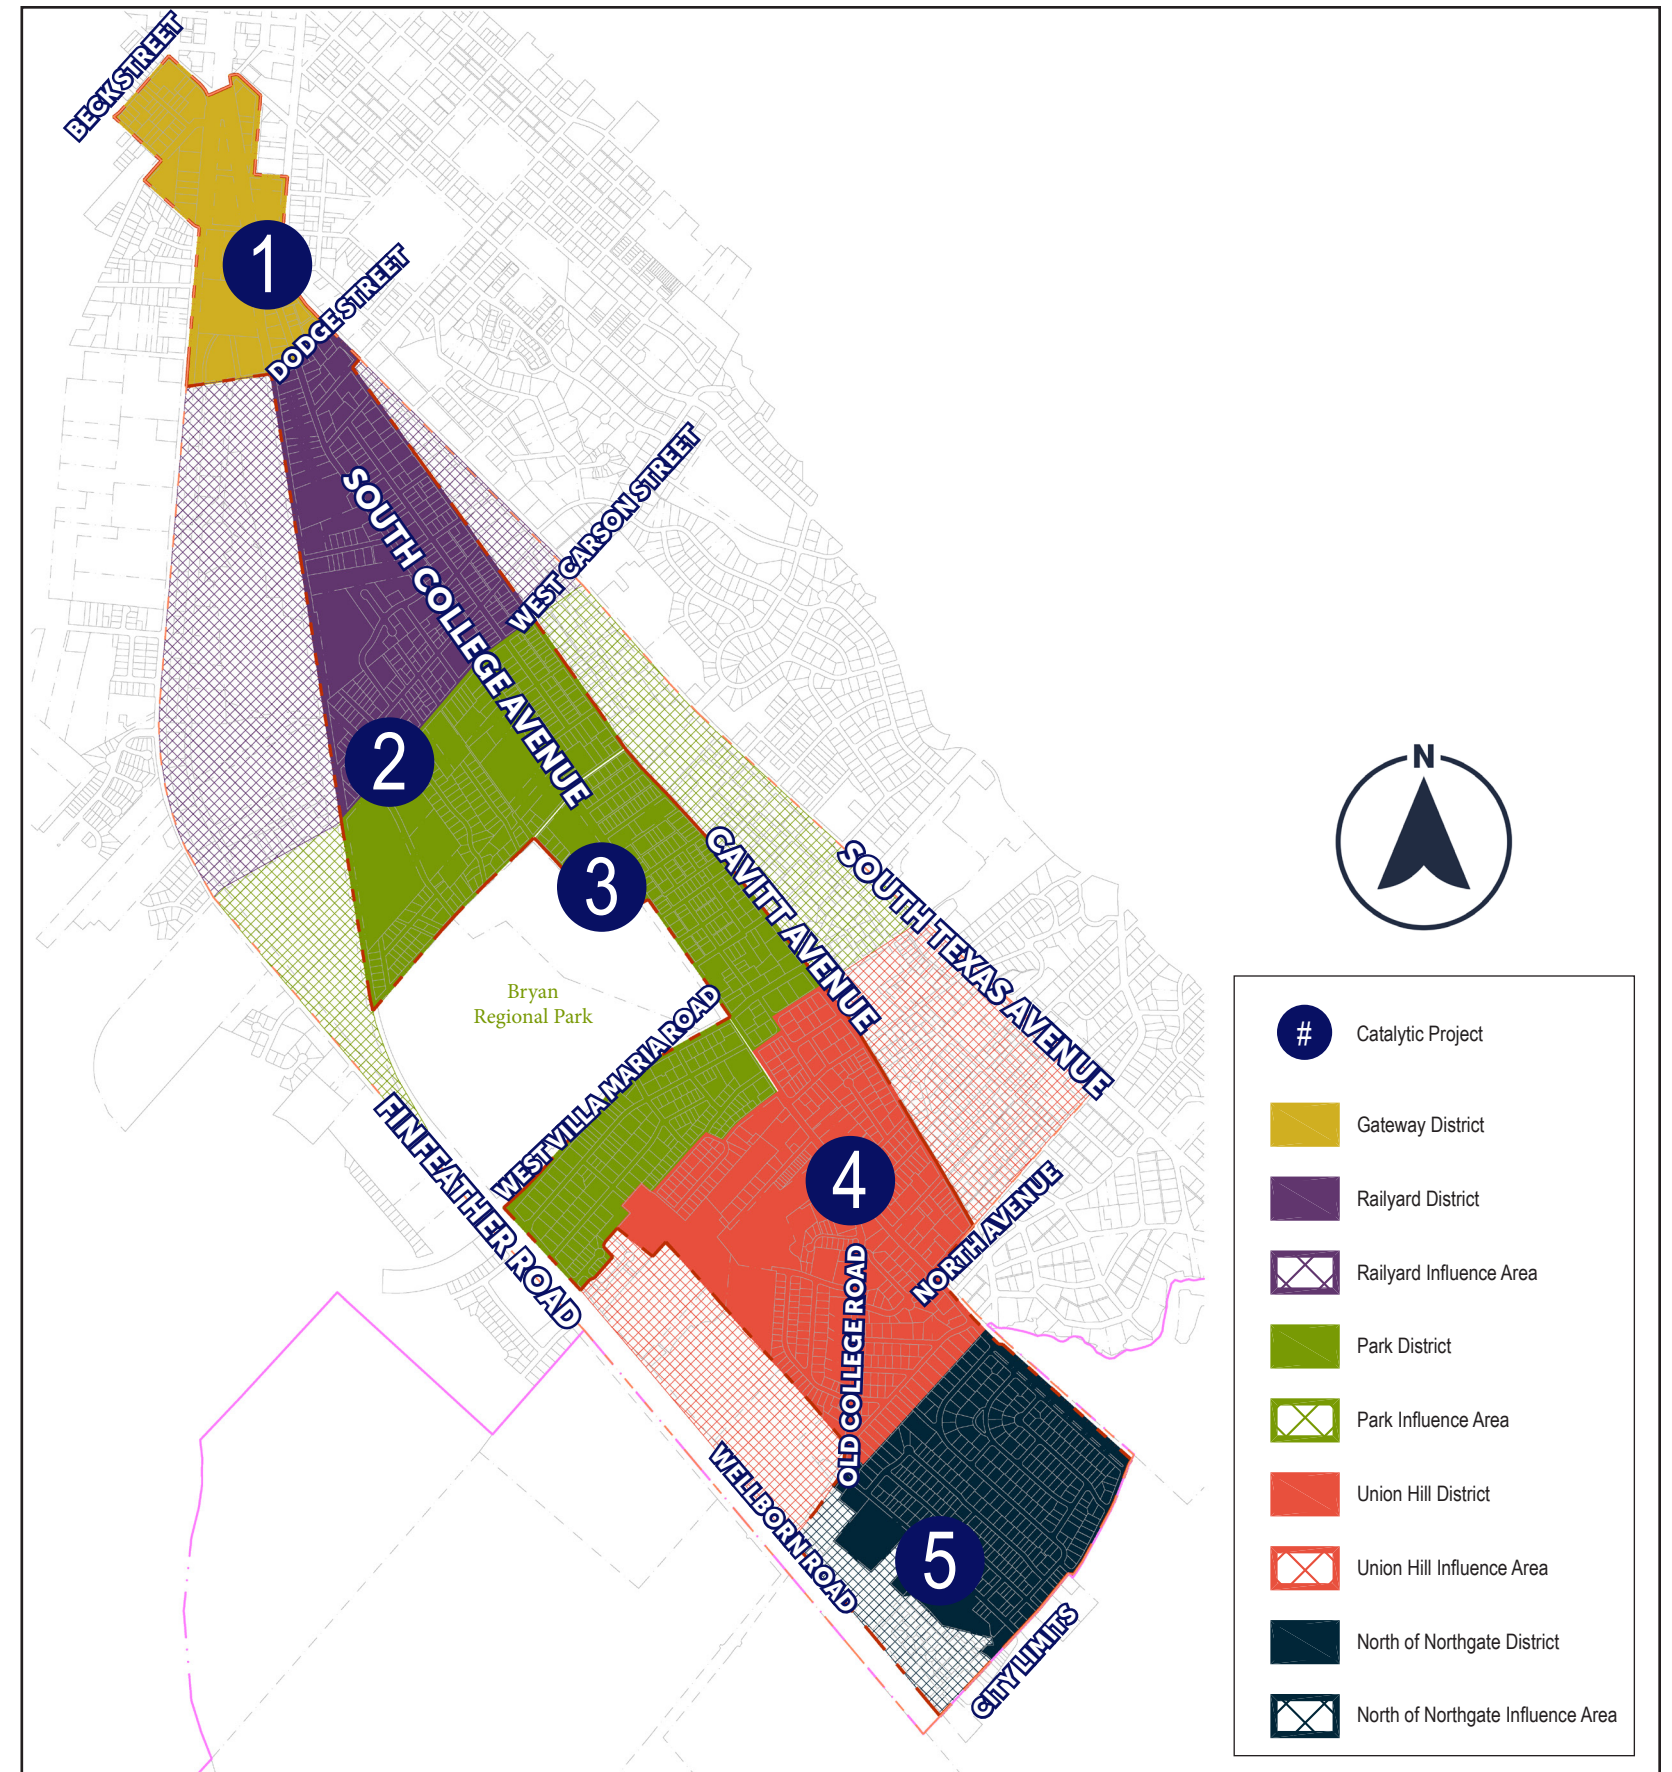 BECK STREET
1
DODGE STREET
SOUTH COLLEGE AVENUE
WEST CARSON STREET
2
3
CAVITT AVENUE
SOUTH TEXAS AVENUE
Bryan
Regional Park
WEST VILLA MARIA ROAD
FINFEATHER ROAD
4
NORTH AVENUE
OLD COLLEGE ROAD
WELLBORN ROAD
5
CITY LIMITS
N
# Catalytic Project
Gateway District
Railyard District
Railyard Influence Area
Park District
Park Influence Area
Union Hill District
Union Hill Influence Area
North of Northgate District
North of Northgate Influence Area